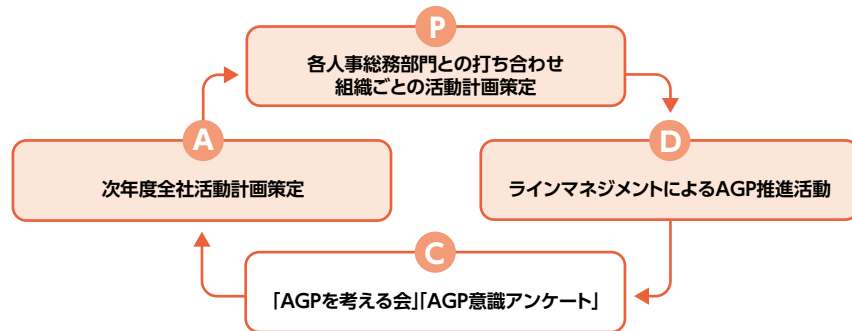 P
各人事総務部門との打ち合わせ
組織ごとの活動計画策定
A
次年度全社活動計画策定
D
ラインマネジメントによるAGP推進活動
C
「AGPを考える会」「AGP意識アンケート」